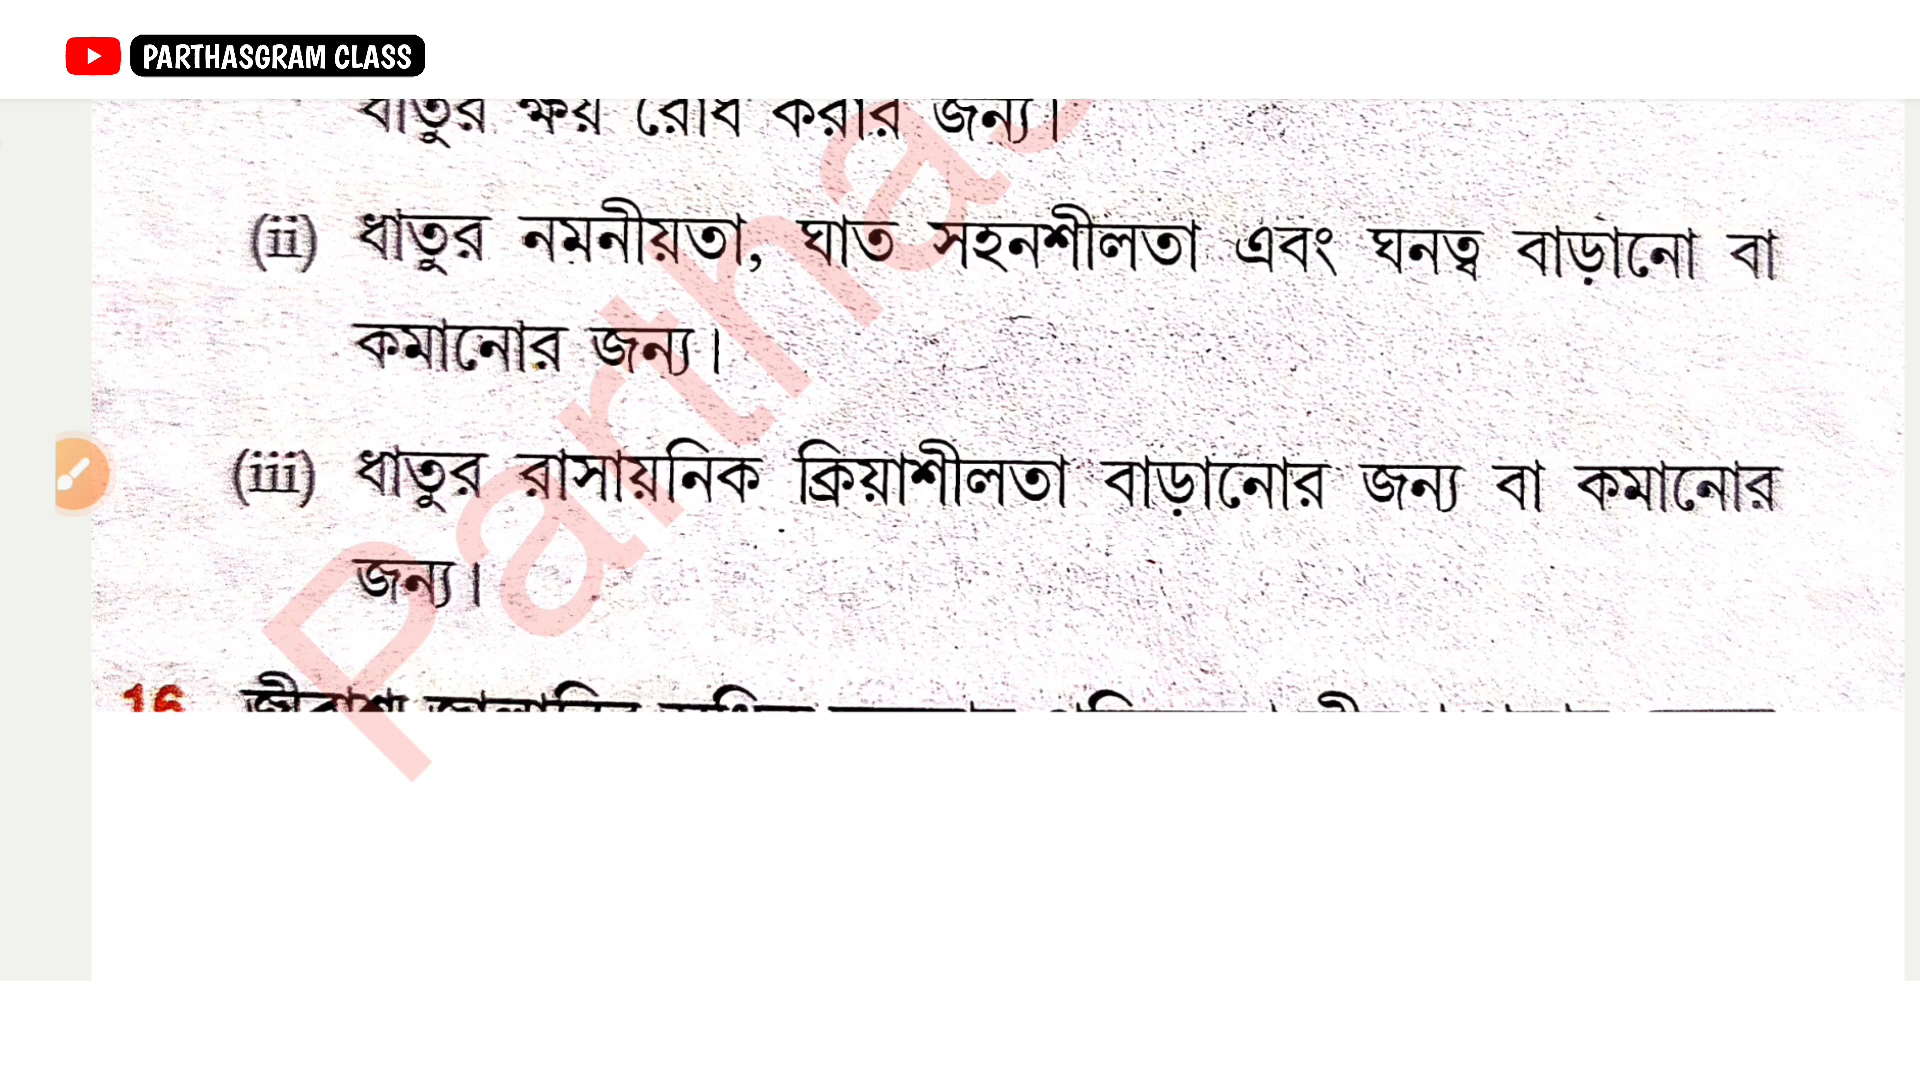 PARTHASGRAM CLASS
ধাতুর ক্ষয় রোধ করার জন্য।
(ii) ধাতুর নমনীয়তা, ঘাত সহনশীলতা এবং ঘনত্ব বাড়ানো বা
কমানোর জন্য।
(iii) ধাতুর রাসায়নিক ক্রিয়াশীলতা বাড়ানোর জন্য বা কমানোর
জন্য।
16
Partha